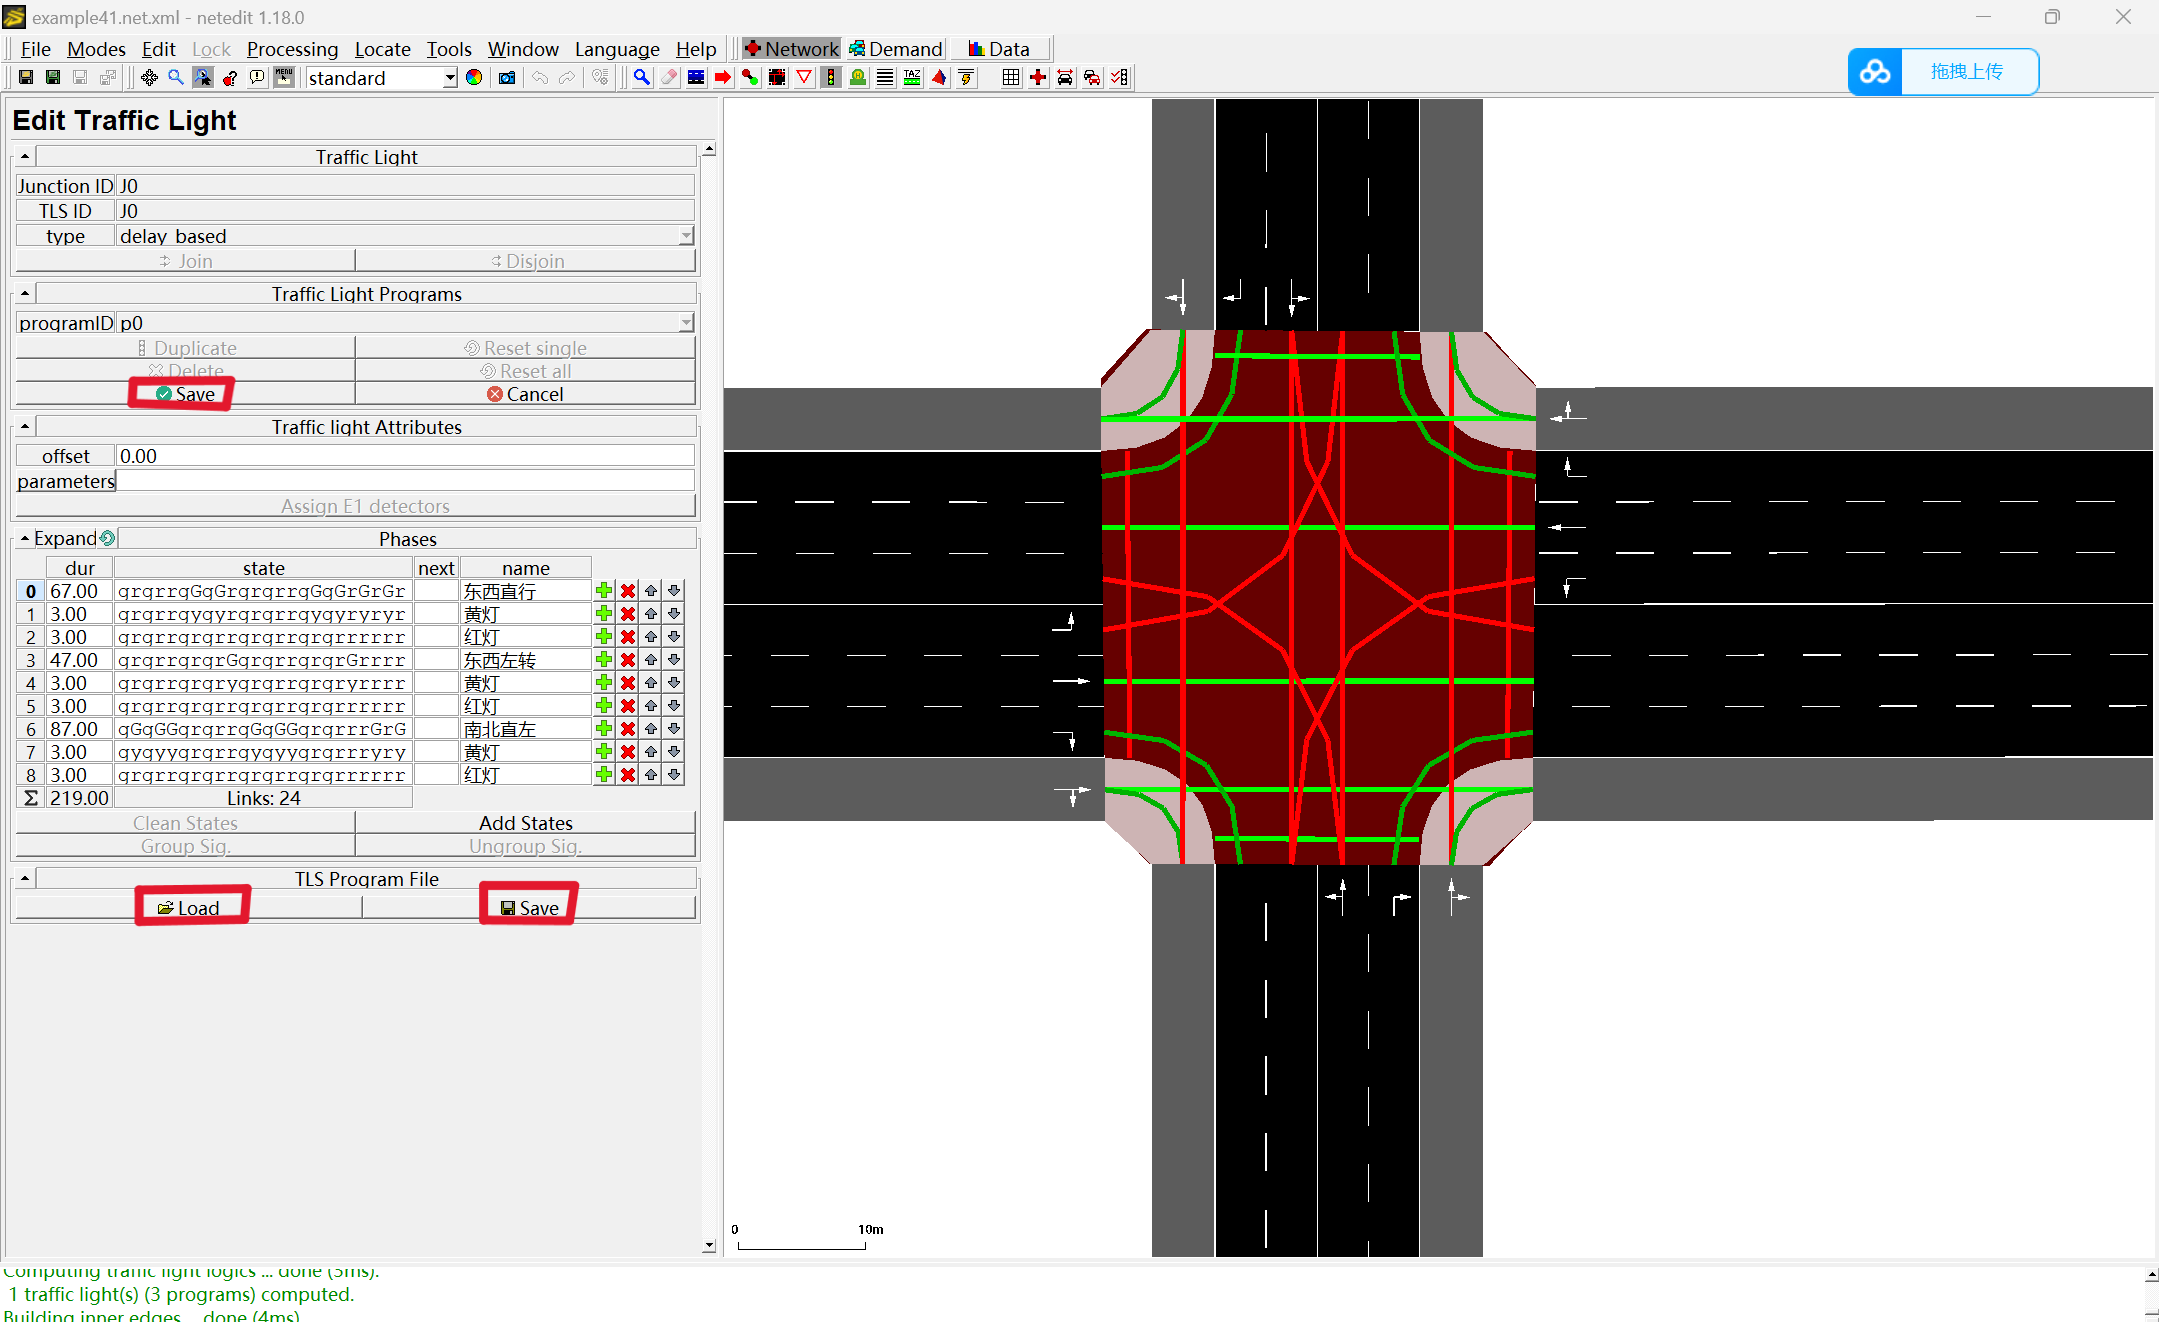 example41.net.xml - netedit 1.18.0
File Modes Edit Lock Processing Locate Tools Window Language Help Network Demand Data
MENU standard TAZ
拖拽上传
Edit Traffic Light
Traffic Light
Junction ID J0
TLS ID J0
type delay_based
Join Disjoin
Traffic Light Programs
programID p0
Duplicate Reset single
Delete Reset all
Save Cancel
Traffic light Attributes
offset 0.00
parameters
Assign E1 detectors
Expand Phases
dur state next name
0 67.00 grgrrgGgGrgrgrrgGgGrGrGr 东西直行
1 3.00 grgrrgygyrgrgrrgygyryryr 黄灯
2 3.00 grgrrgrgrrgrgrrgrgrrrrrr 红灯
3 47.00 grgrrgrgrGgrgrrgrgrGrrrr 东西左转
4 3.00 grgrrgrgrygrgrrgrgryrrrr 黄灯
5 3.00 grgrrgrgrrgrgrrgrgrrrrrr 红灯
6 87.00 gGgGGgrgrrgGgGGgrgrrrGrG 南北直左
7 3.00 gygyygrgrrgygyygrgrrryry 黄灯
8 3.00 grgrrgrgrrgrgrrgrgrrrrrr 红灯
Σ 219.00 Links: 24
Clean States Add States
Group Sig. Ungroup Sig.
TLS Program File
Load Save
0 10m
Computing traffic light logics ... done (5ms).
1 traffic light(s) (3 programs) computed.
Building inner edges ... done (4ms).